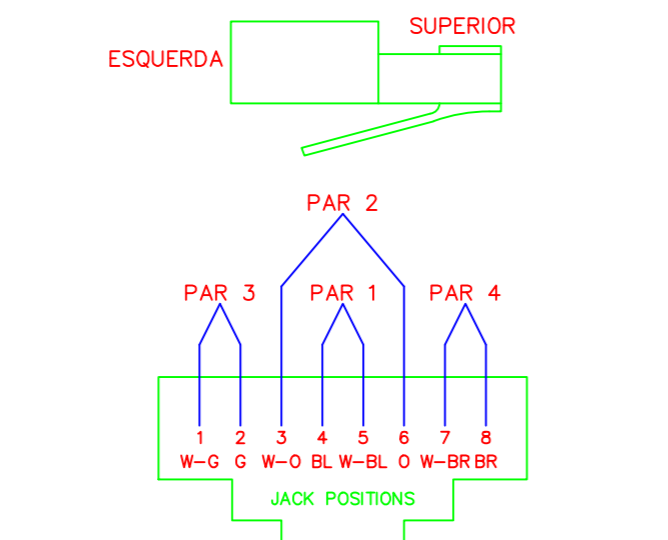 SUPERIOR
ESQUERDA
PAR 2
PAR 3 PAR 1 PAR 4
1 2 3 4 5 6 7 8
W-G G W-O BL W-BL O W-BR BR
JACK POSITIONS